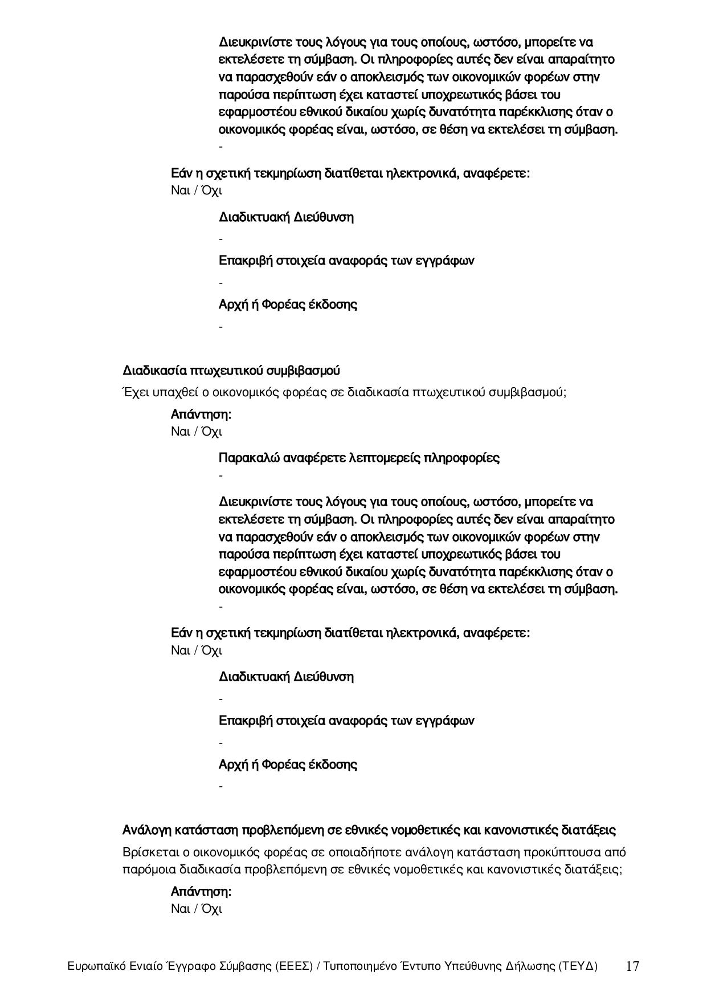 Διευκρινίστε τους λόγους για τους οποίους, ωστόσο, μπορείτε να
εκτελέσετε τη σύμβαση. Οι πληροφορίες αυτές δεν είναι απαραίτητο
να παρασχεθούν εάν ο αποκλεισμός των οικονομικών φορέων στην
παρούσα περίπτωση έχει καταστεί υποχρεωτικός βάσει του
εφαρμοστέου εθνικού δικαίου χωρίς δυνατότητα παρέκκλισης όταν ο
οικονομικός φορέας είναι, ωστόσο, σε θέση να εκτελέσει τη σύμβαση.
-
Εάν η σχετική τεκμηρίωση διατίθεται ηλεκτρονικά, αναφέρετε:
Ναι / Όχι
Διαδικτυακή Διεύθυνση
-
Επακριβή στοιχεία αναφοράς των εγγράφων
-
Αρχή ή Φορέας έκδοσης
-
Διαδικασία πτωχευτικού συμβιβασμού
Έχει υπαχθεί ο οικονομικός φορέας σε διαδικασία πτωχευτικού συμβιβασμού;
Απάντηση:
Ναι / Όχι
Παρακαλώ αναφέρετε λεπτομερείς πληροφορίες
-
Διευκρινίστε τους λόγους για τους οποίους, ωστόσο, μπορείτε να
εκτελέσετε τη σύμβαση. Οι πληροφορίες αυτές δεν είναι απαραίτητο
να παρασχεθούν εάν ο αποκλεισμός των οικονομικών φορέων στην
παρούσα περίπτωση έχει καταστεί υποχρεωτικός βάσει του
εφαρμοστέου εθνικού δικαίου χωρίς δυνατότητα παρέκκλισης όταν ο
οικονομικός φορέας είναι, ωστόσο, σε θέση να εκτελέσει τη σύμβαση.
-
Εάν η σχετική τεκμηρίωση διατίθεται ηλεκτρονικά, αναφέρετε:
Ναι / Όχι
Διαδικτυακή Διεύθυνση
-
Επακριβή στοιχεία αναφοράς των εγγράφων
-
Αρχή ή Φορέας έκδοσης
-
Ανάλογη κατάσταση προβλεπόμενη σε εθνικές νομοθετικές και κανονιστικές διατάξεις
Βρίσκεται ο οικονομικός φορέας σε οποιαδήποτε ανάλογη κατάσταση προκύπτουσα από
παρόμοια διαδικασία προβλεπόμενη σε εθνικές νομοθετικές και κανονιστικές διατάξεις;
Απάντηση:
Ναι / Όχι
Ευρωπαϊκό Ενιαίο Έγγραφο Σύμβασης (ΕΕΕΣ) / Τυποποιημένο Έντυπο Υπεύθυνης Δήλωσης (ΤΕΥΔ) 17